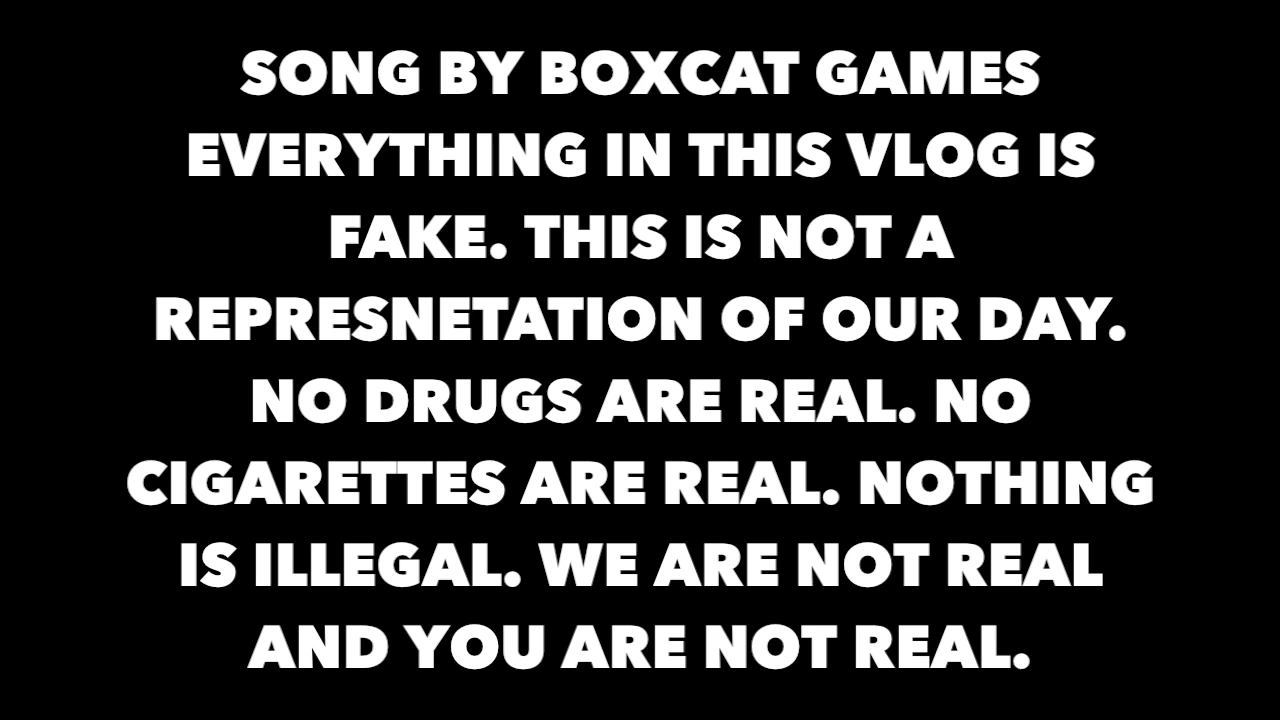 SONG BY BOXCAT GAMES
EVERYTHING IN THIS VLOG IS
FAKE. THIS IS NOT A
REPRESNETATION OF OUR DAY.
NO DRUGS ARE REAL. NO
CIGARETTES ARE REAL. NOTHING
IS ILLEGAL. WE ARE NOT REAL
AND YOU ARE NOT REAL.